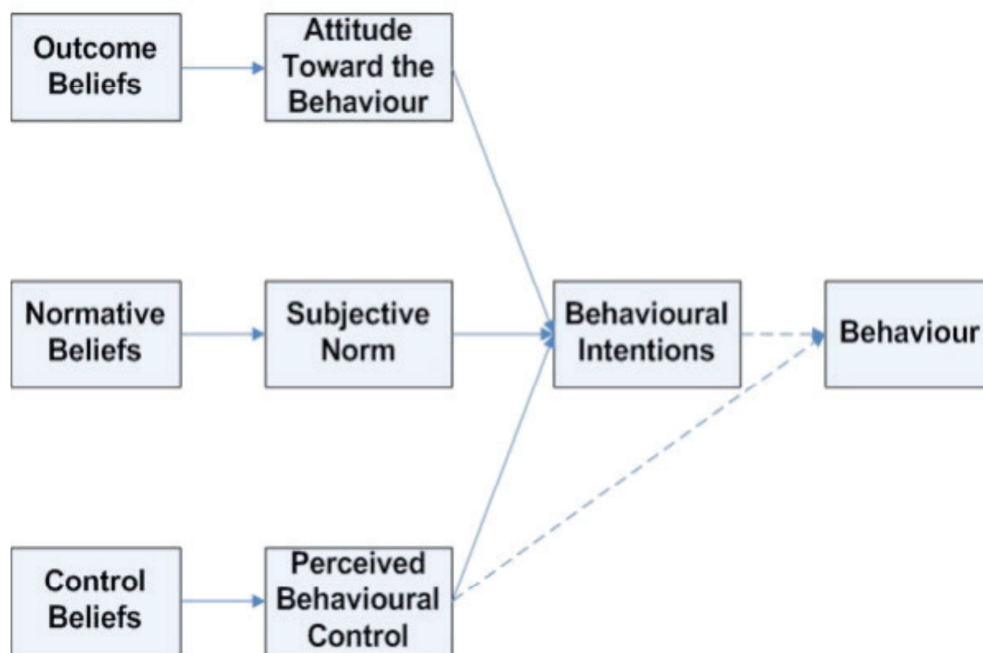 Outcome
Beliefs
Attitude
Toward the
Behaviour
Normative
Beliefs
Subjective
Norm
Behavioural
Intentions
Behaviour
Control
Beliefs
Perceived
Behavioural
Control